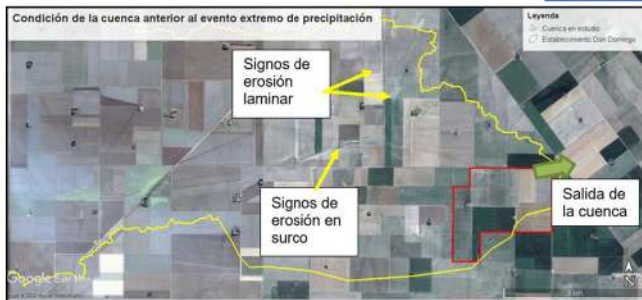 Condición de la cuenca anterior al evento extremo de precipitación
Leyenda
Cuenca en estudio
Establecimiento Don Domingo
Signos de
erosión
laminar
Signos de
erosión en
surco
Salida de
la cuenca
Google Earth
N